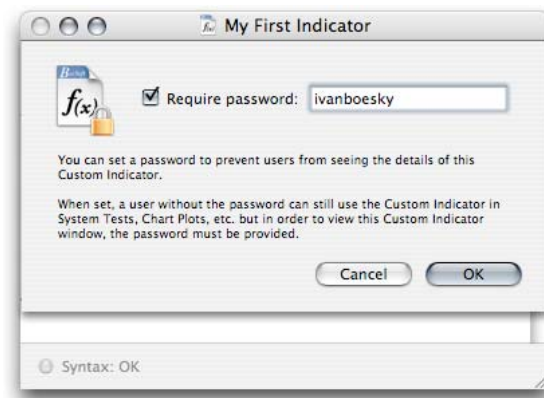 My First Indicator
f(x)
Require password: ivanboesky
You can set a password to prevent users from seeing the details of this
Custom Indicator.
When set, a user without the password can still use the Custom Indicator in
System Tests, Chart Plots, etc. but in order to view this Custom Indicator
window, the password must be provided.
Cancel OK
Syntax: OK